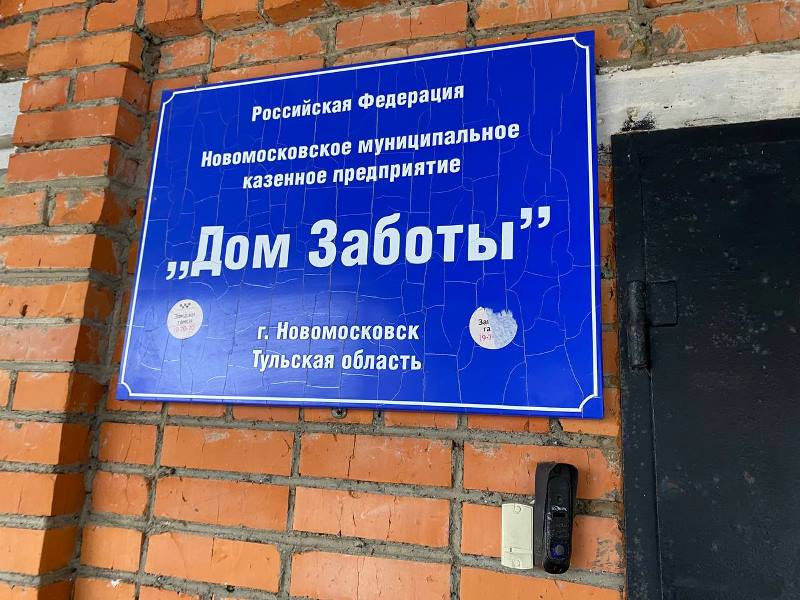 Российская Федерация
Новомосковское муниципальное
казенное предприятие
„Дом Заботы”
г. Новомосковск
Тульская область